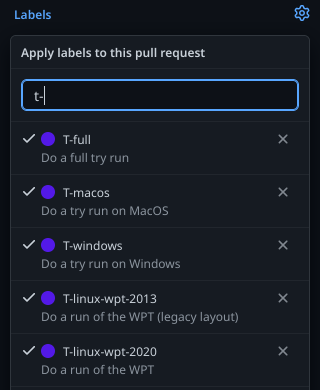 Labels
Apply labels to this pull request
t-
T-full
Do a full try run
T-macos
Do a try run on MacOS
T-windows
Do a try run on Windows
T-linux-wpt-2013
Do a run of the WPT (legacy layout)
T-linux-wpt-2020
Do a run of the WPT